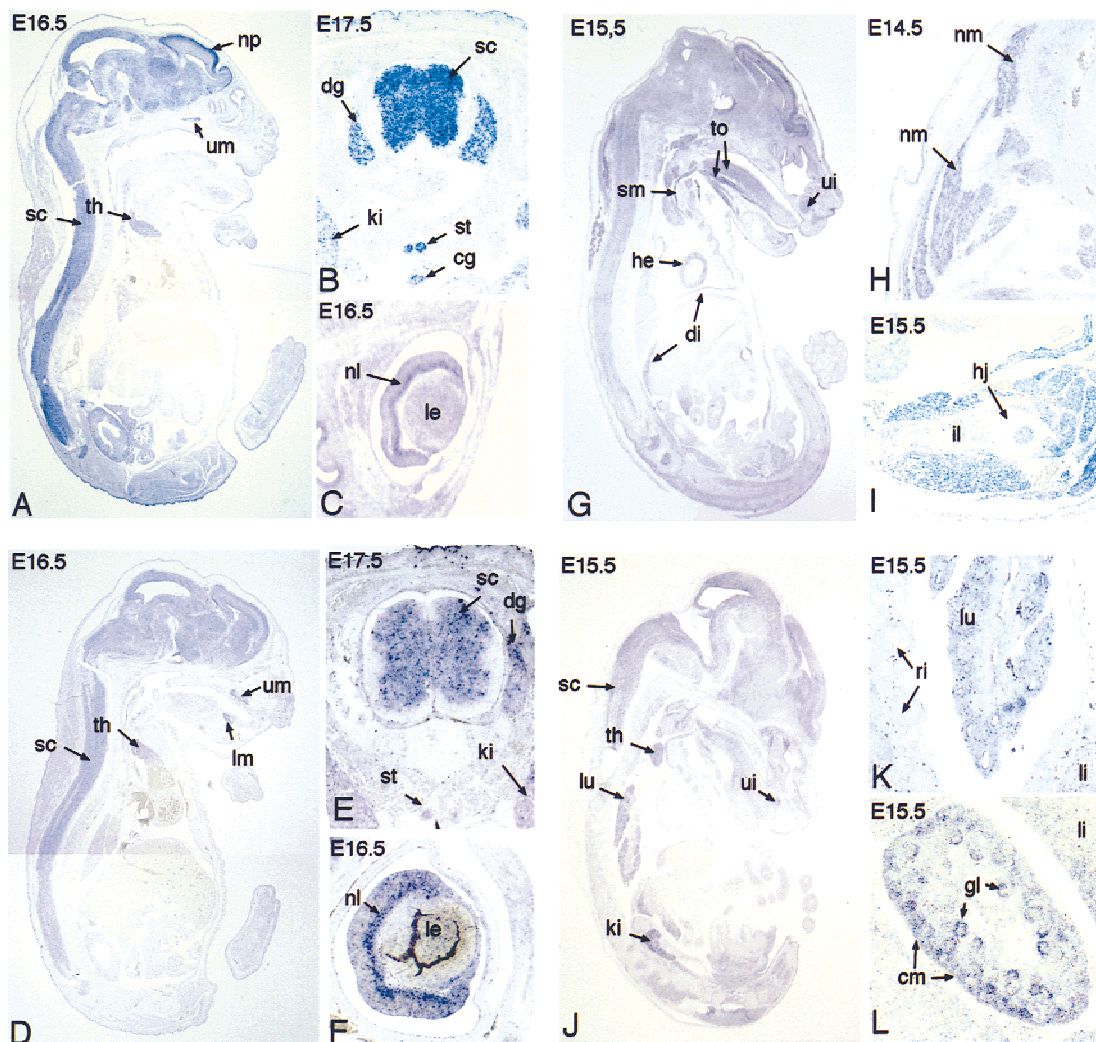 E16.5
np
um
th
sc
A
E17.5
sc
dg
ki
st
cg
B
E16.5
nl
le
C
E15,5
to
sm
ui
he
di
G
E14.5
nm
nm
H
E15.5
hj
il
I
E16.5
um
th
sc
lm
D
E17.5
sc
dg
ki
st
E
E16.5
nl
le
F
E15.5
sc
th
lu
ui
ki
J
E15.5
lu
ri
li
K
E15.5
li
gl
cm
L